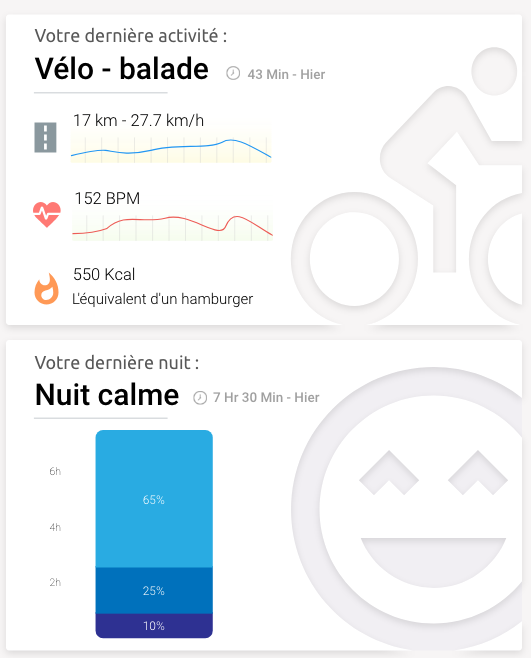 Votre dernière activité :
Vélo - balade 43 Min - Hier
17 km - 27.7 km/h
152 BPM
550 Kcal
L'équivalent d'un hamburger
Votre dernière nuit :
Nuit calme 7 Hr 30 Min - Hier
6h
65%
4h
2h
25%
10%